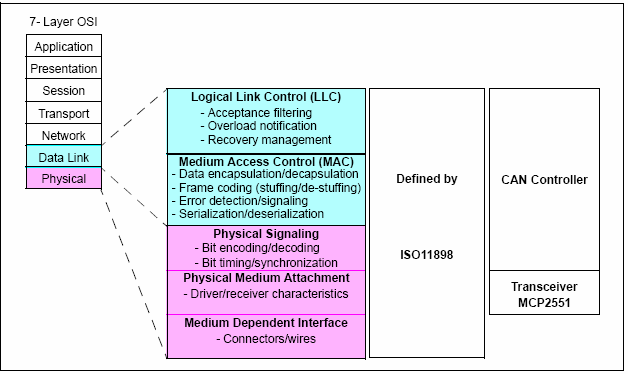 7- Layer OSI
Application
Presentation
Session
Transport
Network
Data Link
Physical
Logical Link Control (LLC)
- Acceptance filtering
- Overload notification
- Recovery management
Medium Access Control (MAC)
- Data encapsulation/decapsulation
- Frame coding (stuffing/de-stuffing)
- Error detection/signaling
- Serialization/deserialization
Physical Signaling
- Bit encoding/decoding
- Bit timing/synchronization
Physical Medium Attachment
- Driver/receiver characteristics
Medium Dependent Interface
- Connectors/wires
Defined by
ISO11898
CAN Controller
Transceiver
MCP2551